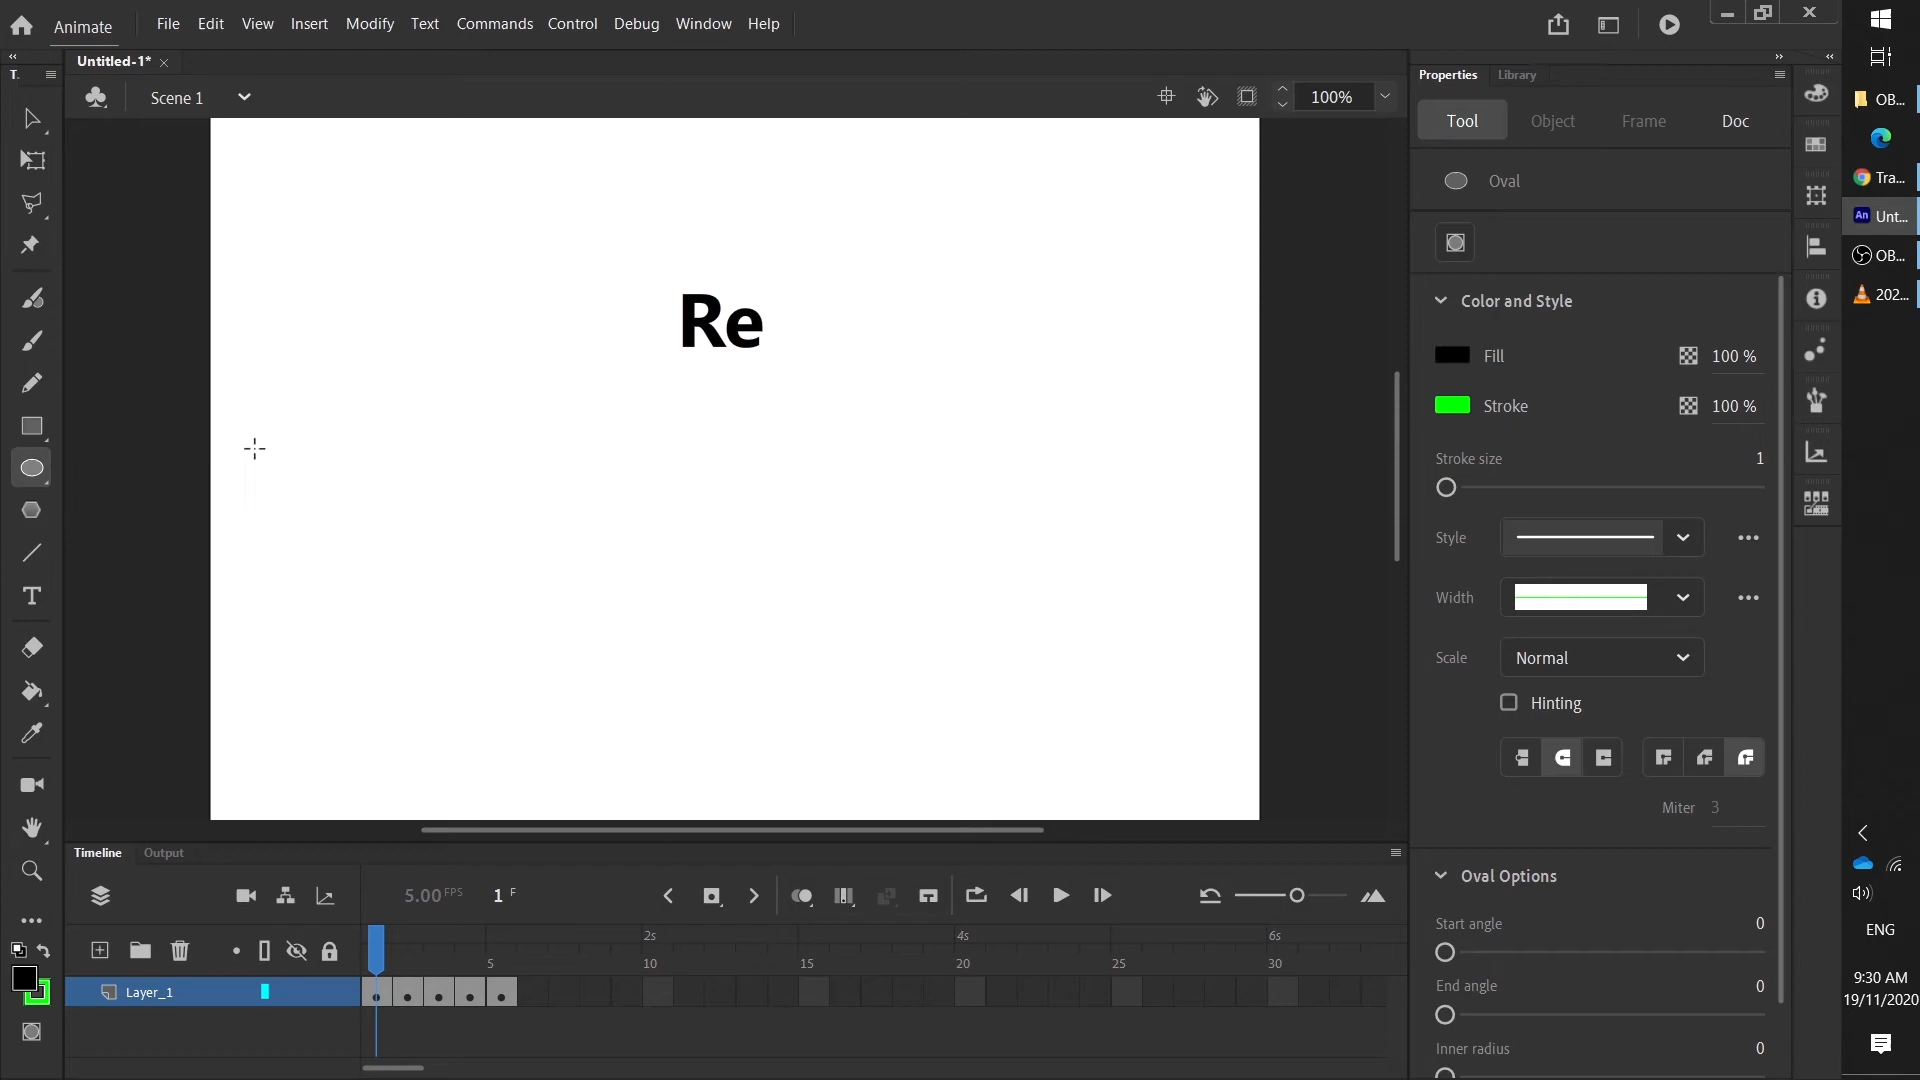 Animate File Edit View Insert Modify Text Commands Control Debug Window Help
Untitled-1*
T.
Scene 1
100%
Re
Properties Library
Tool Object Frame Doc
Oval
Color and Style
Fill 100 %
Stroke 100 %
Stroke size 1
Style
Width
Scale Normal
Hinting
Miter 3
Oval Options
Start angle 0
End angle 0
Inner radius 0
Timeline Output
5.00 FPS 1 F
2s 4s 6s
5 10 15 20 25 30
Layer_1
OB...
Tra...
An Unt...
OB...
202...
ENG
9:30 AM
19/11/2020